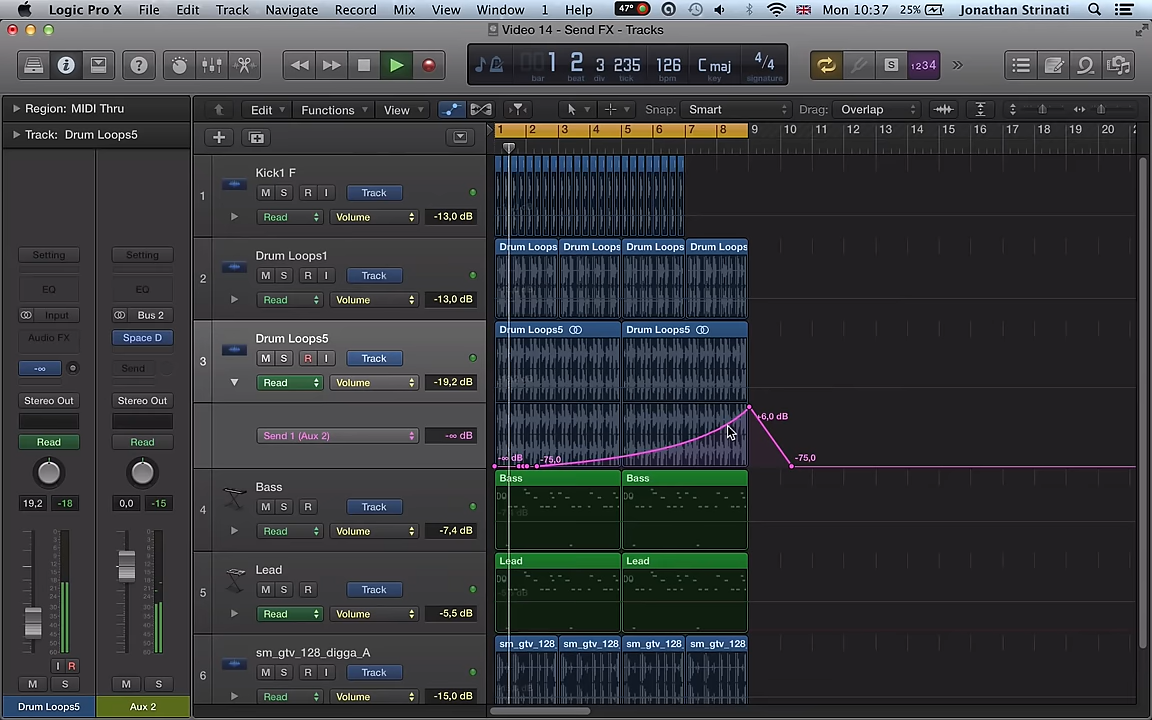 Logic Pro X File Edit Track Navigate Record Mix View Window 1 Help 47° Mon 10:37 25% Jonathan Strinati
Video 14 - Send FX - Tracks
1 2 3 235 126 C maj 4/4
bar beat div tick bpm key signature
S 1234
Region: MIDI Thru
Track: Drum Loops5
Edit Functions View Snap: Smart Drag: Overlap
1 2 3 4 5 6 7 8 9 10 11 12 13 14 15 16 17 18 19 20
1 Kick1 F
M S R I Track
Read Volume -13,0 dB
2 Drum Loops1
M S R I Track
Read Volume -13,0 dB
Drum Loops Drum Loops Drum Loops Drum Loops
3 Drum Loops5
M S R I Track
Read Volume -19,2 dB
Drum Loops5 Drum Loops5
Send 1 (Aux 2) -∞ dB
-∞ dB -75,0 +6,0 dB -75,0
4 Bass
M S R Track
Read Volume -7,4 dB
Bass Bass
5 Lead
M S R Track
Read Volume -5,5 dB
Lead Lead
6 sm_gtv_128_digga_A
M S R I Track
Read Volume -15,0 dB
sm_gtv_128 sm_gtv_128 sm_gtv_128 sm_gtv_128
Setting Setting
EQ EQ
Input Bus 2
Audio FX Space D
-∞ Send
Stereo Out Stereo Out
Read Read
19,2 -18 0,0 -15
I R
M S M S
Drum Loops5 Aux 2